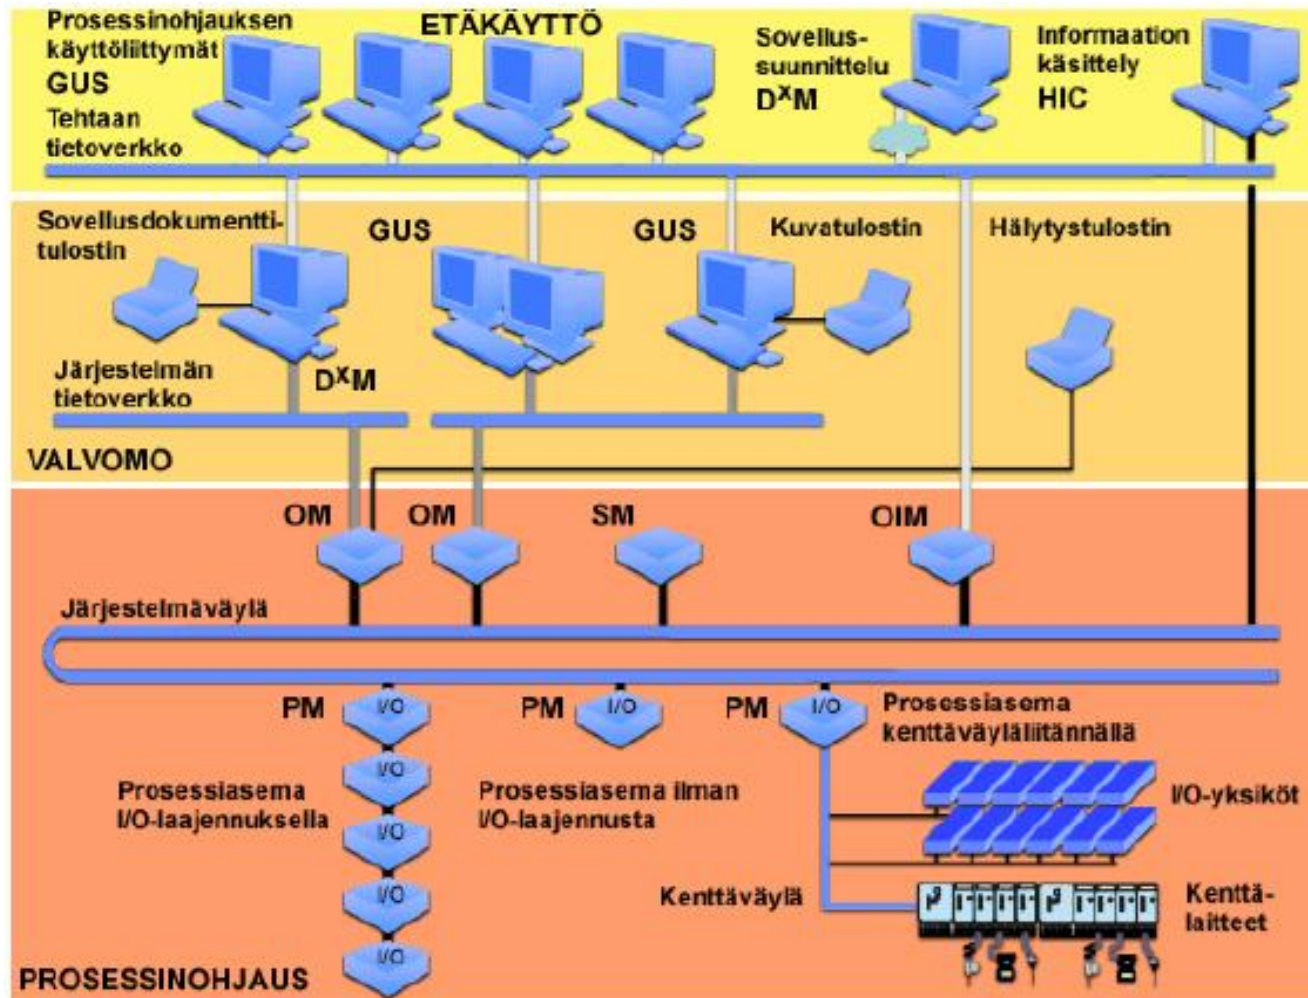 Prosessinohjauksen
käyttöliittymät
GUS
Tehtaan
tietoverkko
ETÄKÄYTTÖ
Sovellus-
suunnittelu
DXM
Informaation
käsittely
HIC
Sovellusdokumentti-
tulostin
GUS
GUS
Kuvatulostin
Hälytystulostin
DXM
Järjestelmän
tietoverkko
VALVOMO
OM
OM
SM
OIM
Järjestelmäväylä
PM
I/O
PM
I/O
PM
I/O
Prosessiasema
kenttäväyläliitännällä
I/O
Prosessiasema
I/O-laajennuksella
Prosessiasema ilman
I/O-laajennusta
I/O-yksiköt
I/O
I/O
Kenttäväylä
Kenttä-
laitteet
I/O
PROSESSINOHJAUS